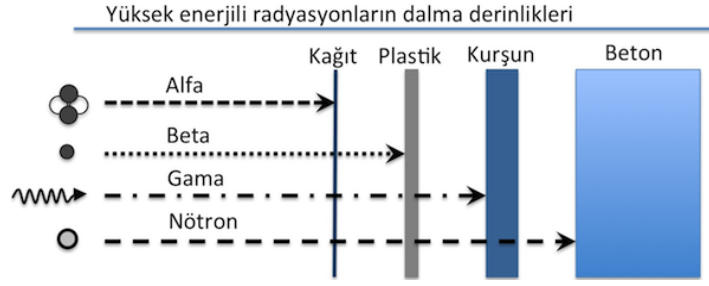 Yüksek enerjili radyasyonların dalma derinlikleri
Kağıt Plastik Kurşun Beton
Alfa
Beta
Gama
Nötron